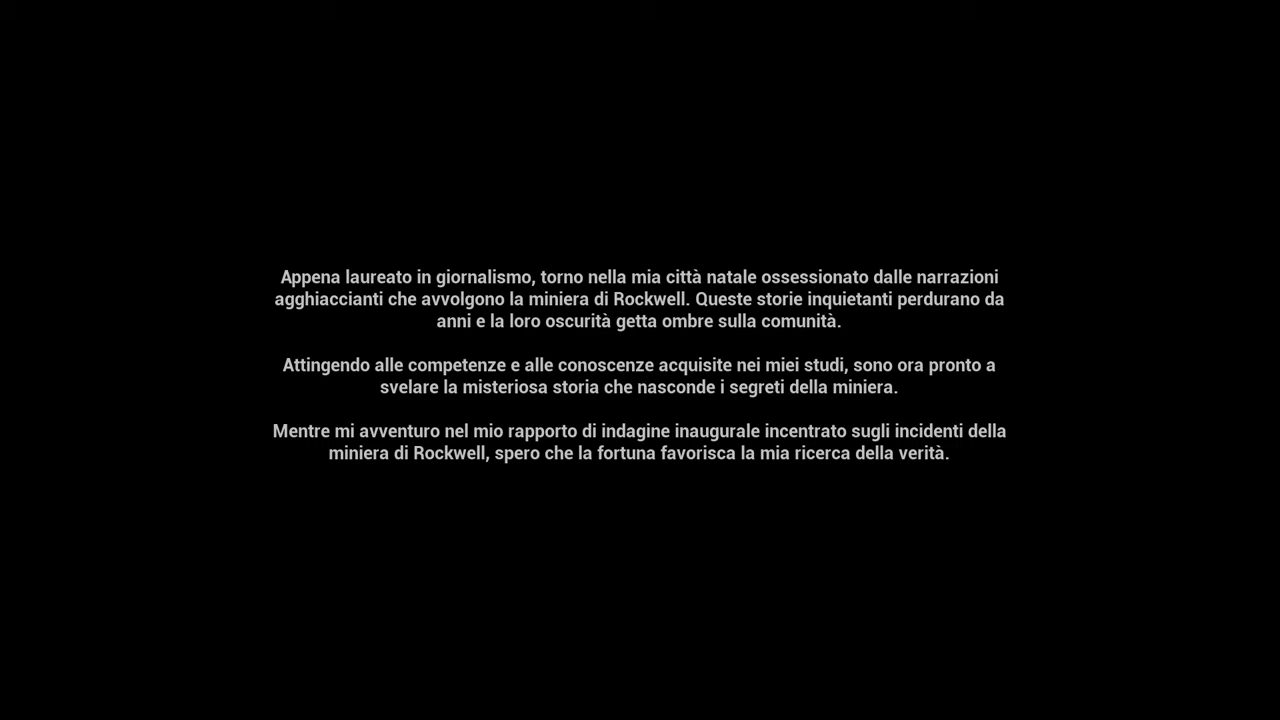 Appena laureato in giornalismo, torno nella mia città natale ossessionato dalle narrazioni
agghiaccianti che avvolgono la miniera di Rockwell. Queste storie inquietanti perdurano da
anni e la loro oscurità getta ombre sulla comunità.
Attingendo alle competenze e alle conoscenze acquisite nei miei studi, sono ora pronto a
svelare la misteriosa storia che nasconde i segreti della miniera.
Mentre mi avventuro nel mio rapporto di indagine inaugurale incentrato sugli incidenti della
miniera di Rockwell, spero che la fortuna favorisca la mia ricerca della verità.